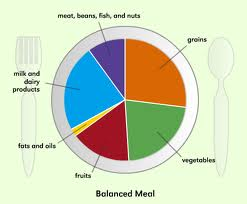 meat, beans, fish, and nuts
grains
milk and
dairy
products
fats and oils
vegetables
fruits
Balanced Meal